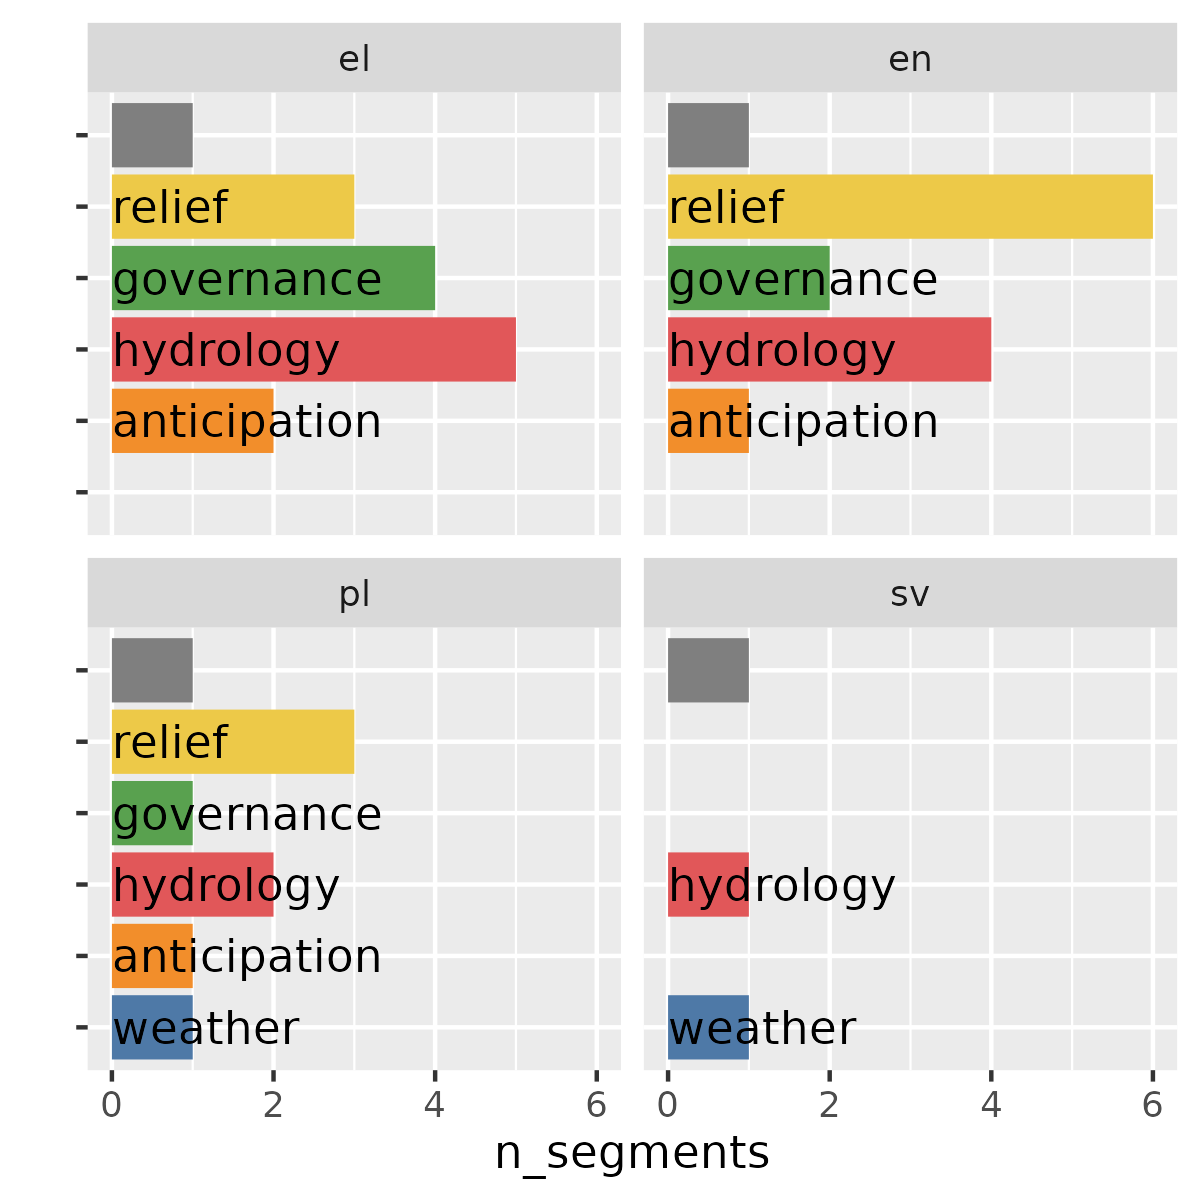 el
relief
governance
hydrology
anticipation
en
relief
governance
hydrology
anticipation
pl
relief
governance
hydrology
anticipation
weather
sv
hydrology
weather
0 2 4 6
0 2 4 6
n_segments